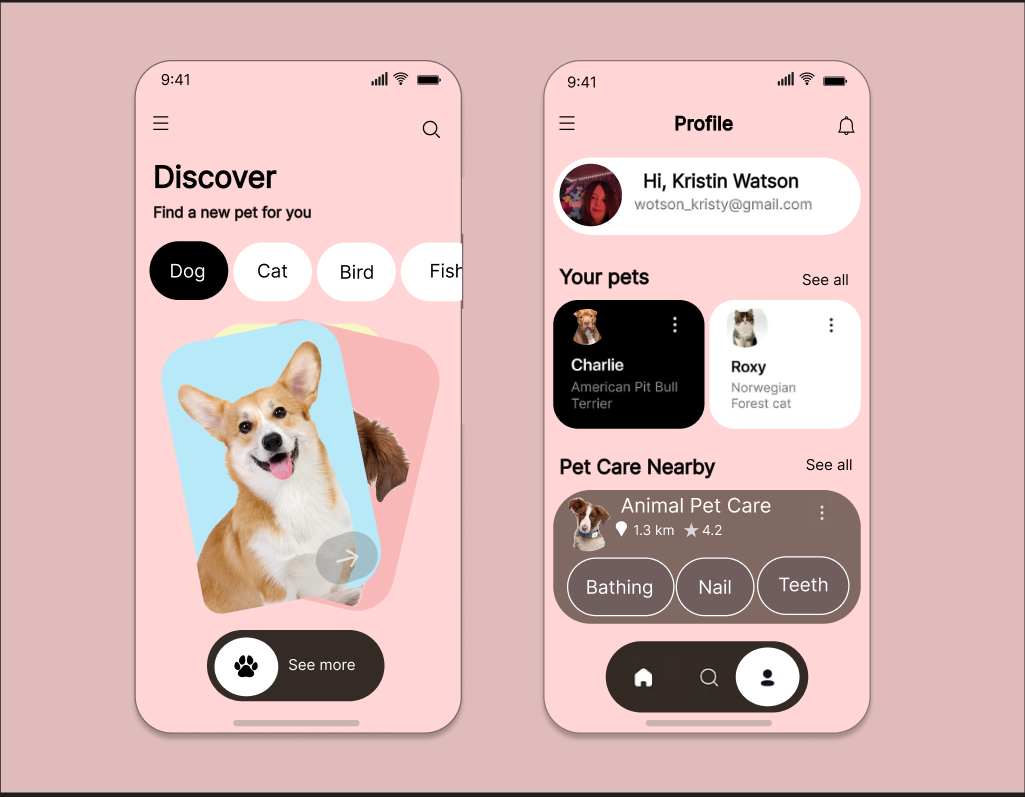 9:41
Discover
Find a new pet for you
Dog
Cat
Bird
Fish
See more
9:41
Profile
Hi, Kristin Watson
wotson_kristy@gmail.com
Your pets
See all
Charlie
American Pit Bull
Terrier
Roxy
Norwegian
Forest cat
Pet Care Nearby
See all
Animal Pet Care
1.3 km
4.2
Bathing
Nail
Teeth